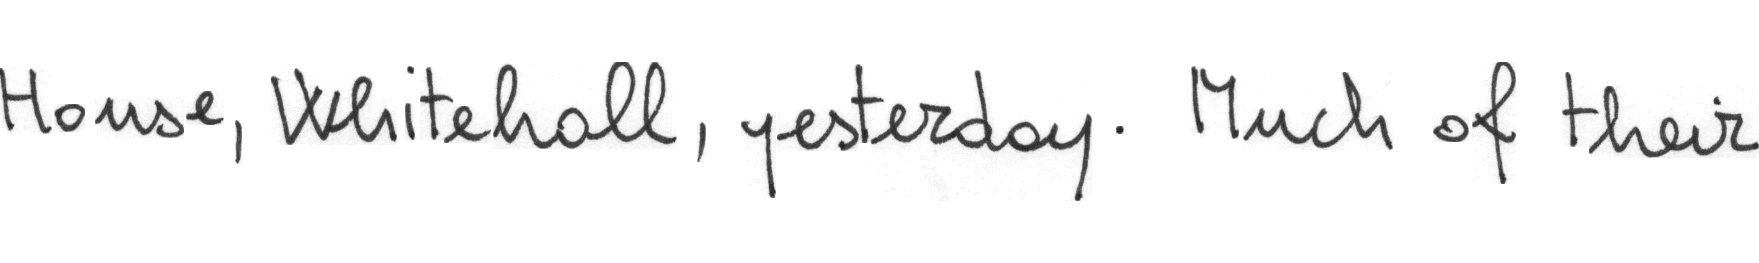 House, Whitehall, yesterday. Much of their